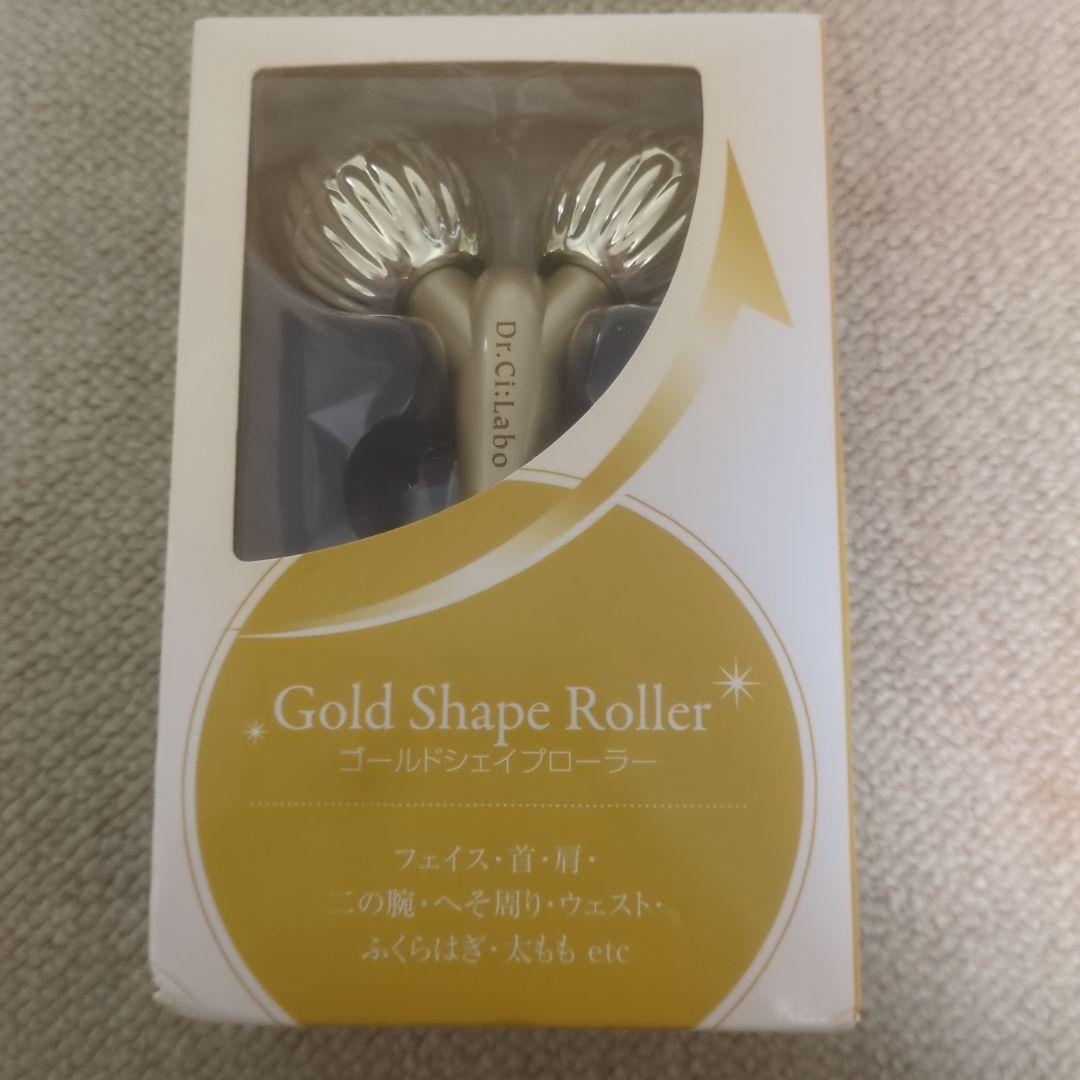 Dr.Ci:Labo
Gold Shape Roller
ゴールドシェイプローラー
フェイス・首・肩・
二の腕・へそ周り・ウェスト・
ふくらはぎ・太もも etc